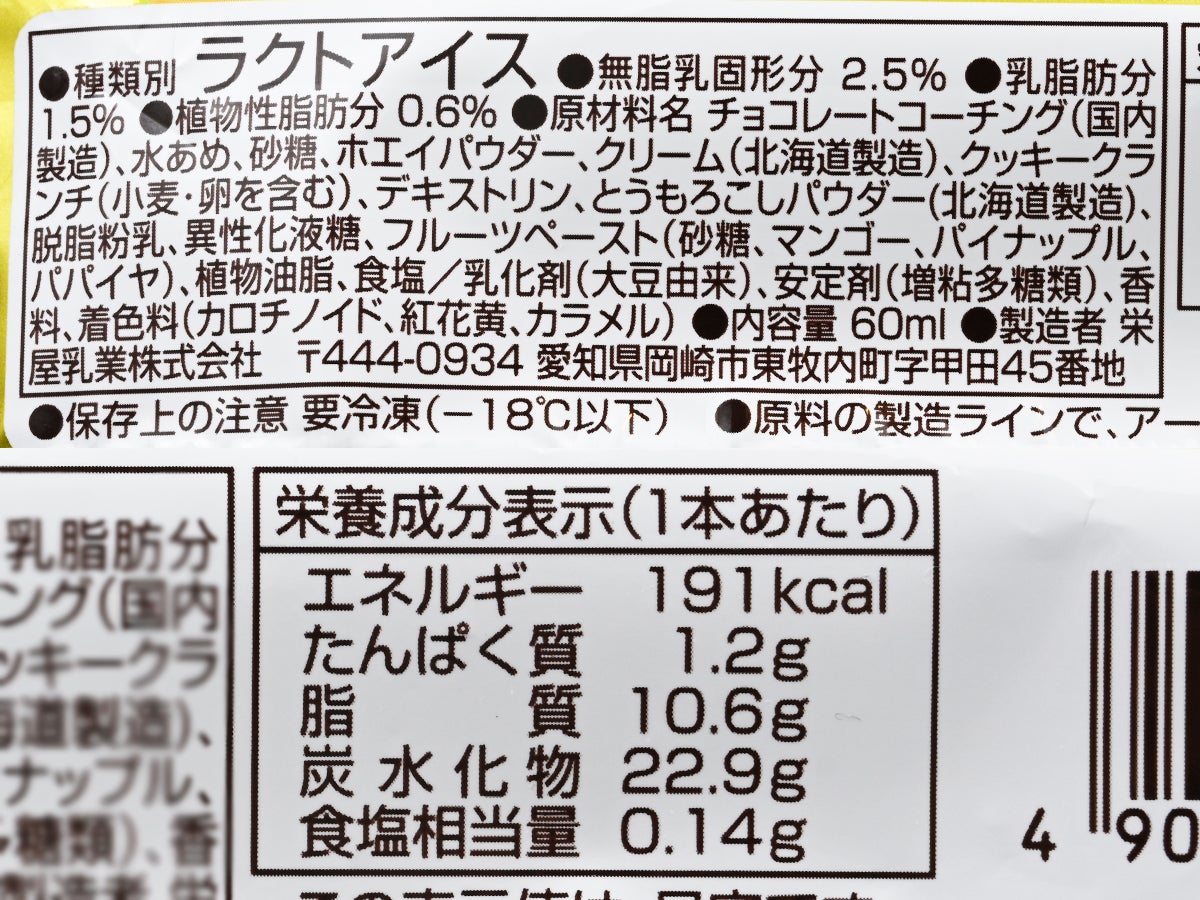 ●種類別 ラクトアイス ●無脂乳固形分 2.5% ●乳脂肪分
1.5% ●植物性脂肪分 0.6% ●原材料名 チョコレートコーチング(国内
製造)、水あめ、砂糖、ホエイパウダー、クリーム(北海道製造)、クッキークラ
ンチ(小麦・卵を含む)、デキストリン、とうもろこしパウダー(北海道製造)、
脱脂粉乳、異性化液糖、フルーツペースト(砂糖、マンゴー、パイナップル、
パパイヤ)、植物油脂、食塩／乳化剤(大豆由来)、安定剤(増粘多糖類)、香
料、着色料(カロチノイド、紅花黄、カラメル) ●内容量 60ml ●製造者 栄
屋乳業株式会社 〒444-0934 愛知県岡崎市東牧内町字甲田45番地
●保存上の注意 要冷凍(－18℃以下) ●原料の製造ラインで、アー
乳脂肪分
ング(国内
ッキークラ
海道製造)、
ナップル、
糖類)、香
製造者 栄
栄養成分表示(1本あたり)
エネルギー 191kcal
たんぱく質 1.2g
脂質 10.6g
炭水化物 22.9g
食塩相当量 0.14g
4 90